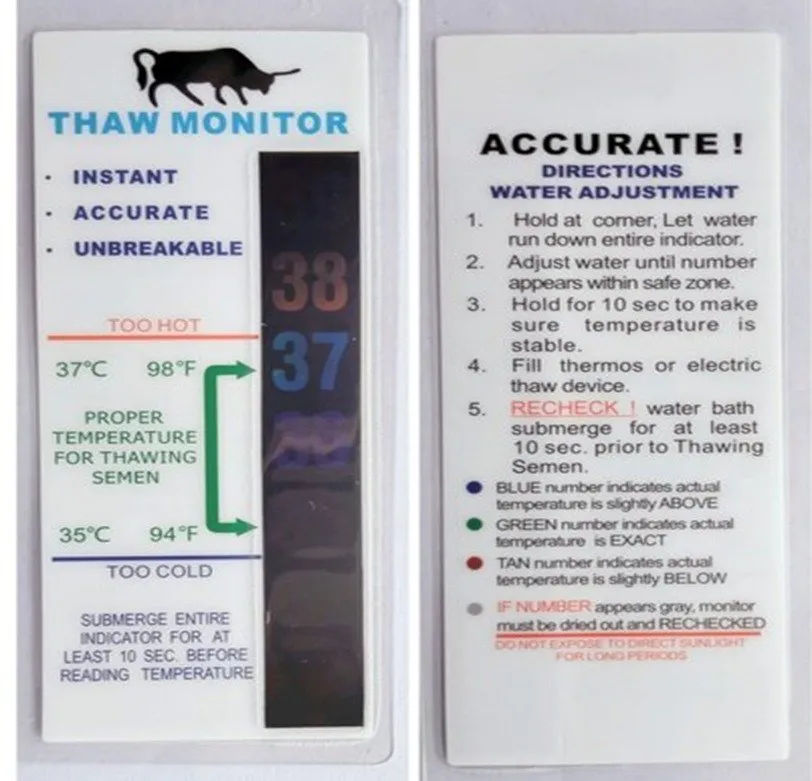 THAW MONITOR
· INSTANT
· ACCURATE
· UNBREAKABLE
38
37
TOO HOT
37°C 98°F
PROPER
TEMPERATURE
FOR THAWING
SEMEN
35°C 94°F
TOO COLD
SUBMERGE ENTIRE
INDICATOR FOR AT
LEAST 10 SEC. BEFORE
READING TEMPERATURE
ACCURATE !
DIRECTIONS
WATER ADJUSTMENT
1. Hold at corner, Let water
run down entire indicator.
2. Adjust water until number
appears within safe zone.
3. Hold for 10 sec to make
sure temperature is
stable.
4. Fill thermos or electric
thaw device.
5. RECHECK ! water bath
submerge for at least
10 sec. prior to Thawing
Semen.
BLUE number indicates actual
temperature is slightly ABOVE
GREEN number indicates actual
temperature is EXACT
TAN number indicates actual
temperature is slightly BELOW
IF NUMBER appears gray, monitor
must be dried out and RECHECKED
DO NOT EXPOSE TO DIRECT SUNLIGHT
FOR LONG PERIODS